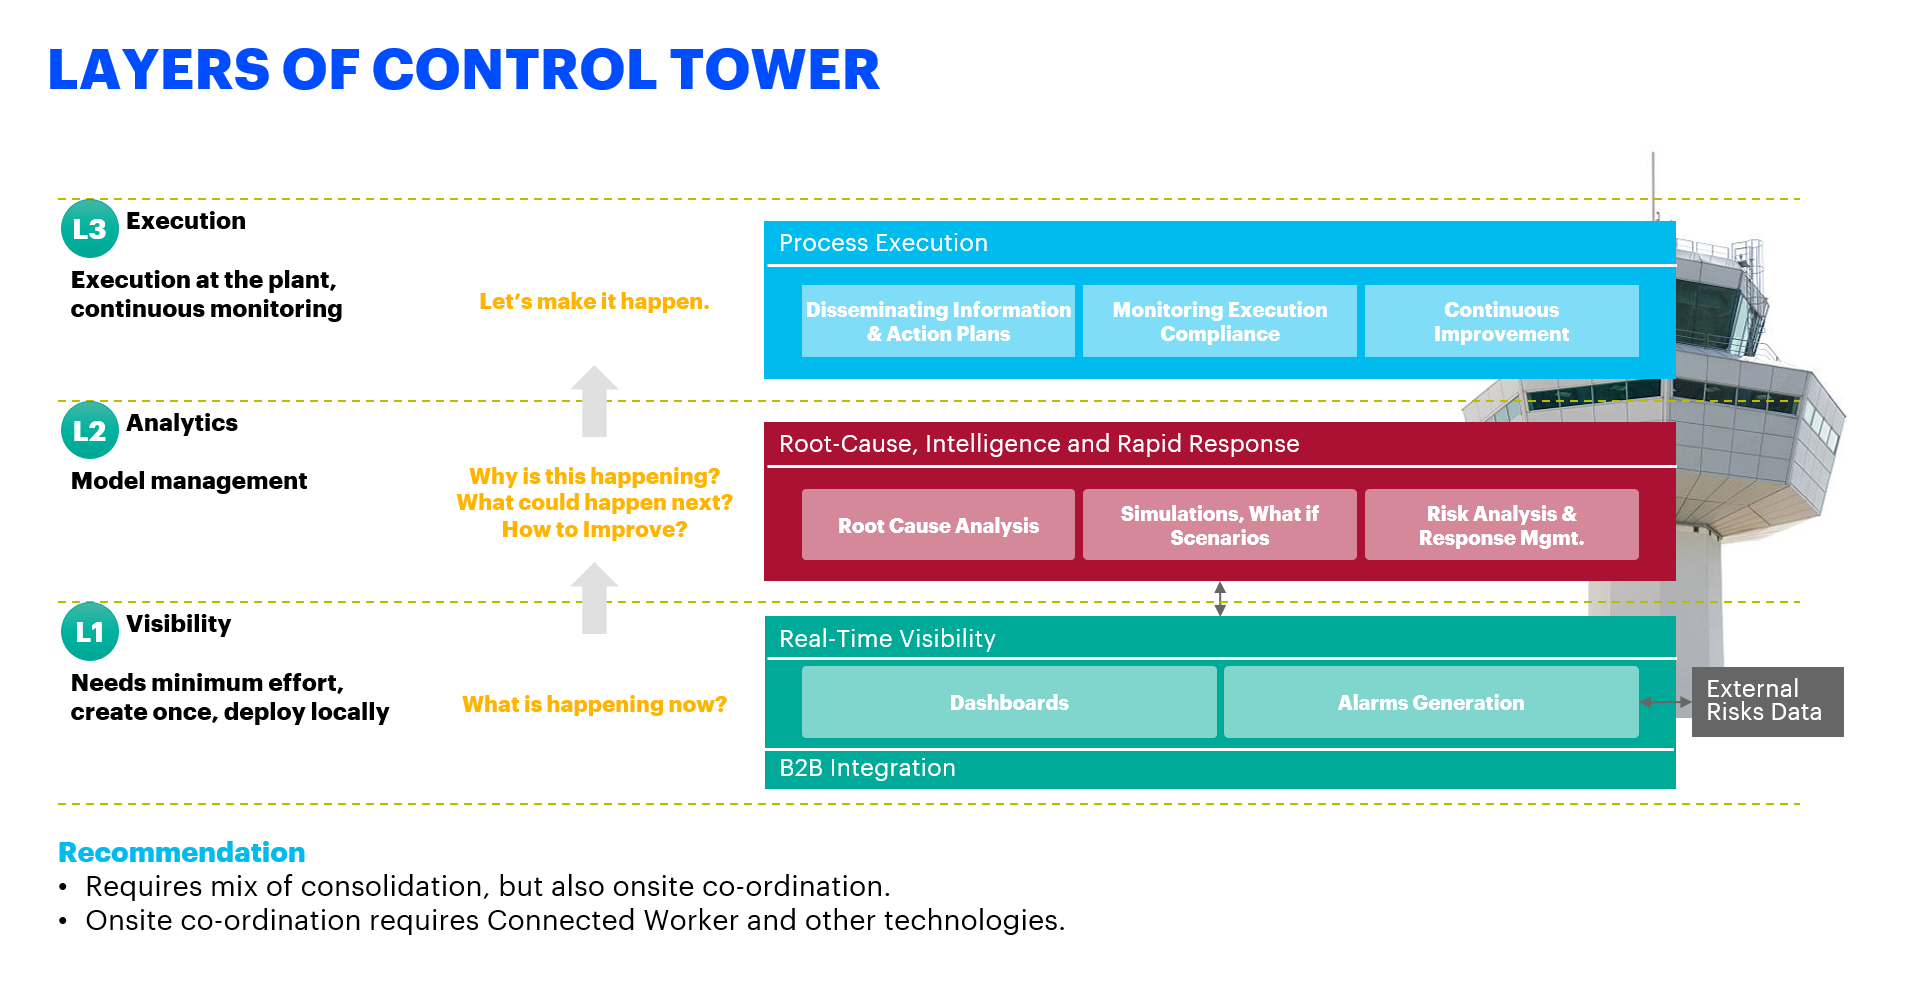 LAYERS OF CONTROL TOWER
L3 Execution
Execution at the plant,
continuous monitoring
Let’s make it happen.
Process Execution
Disseminating Information
& Action Plans
Monitoring Execution
Compliance
Continuous
Improvement
L2 Analytics
Model management
Why is this happening?
What could happen next?
How to Improve?
Root-Cause, Intelligence and Rapid Response
Root Cause Analysis
Simulations, What if
Scenarios
Risk Analysis &
Response Mgmt.
L1 Visibility
Needs minimum effort,
create once, deploy locally
What is happening now?
Real-Time Visibility
Dashboards
Alarms Generation
External
Risks Data
B2B Integration
Recommendation
• Requires mix of consolidation, but also onsite co-ordination.
• Onsite co-ordination requires Connected Worker and other technologies.